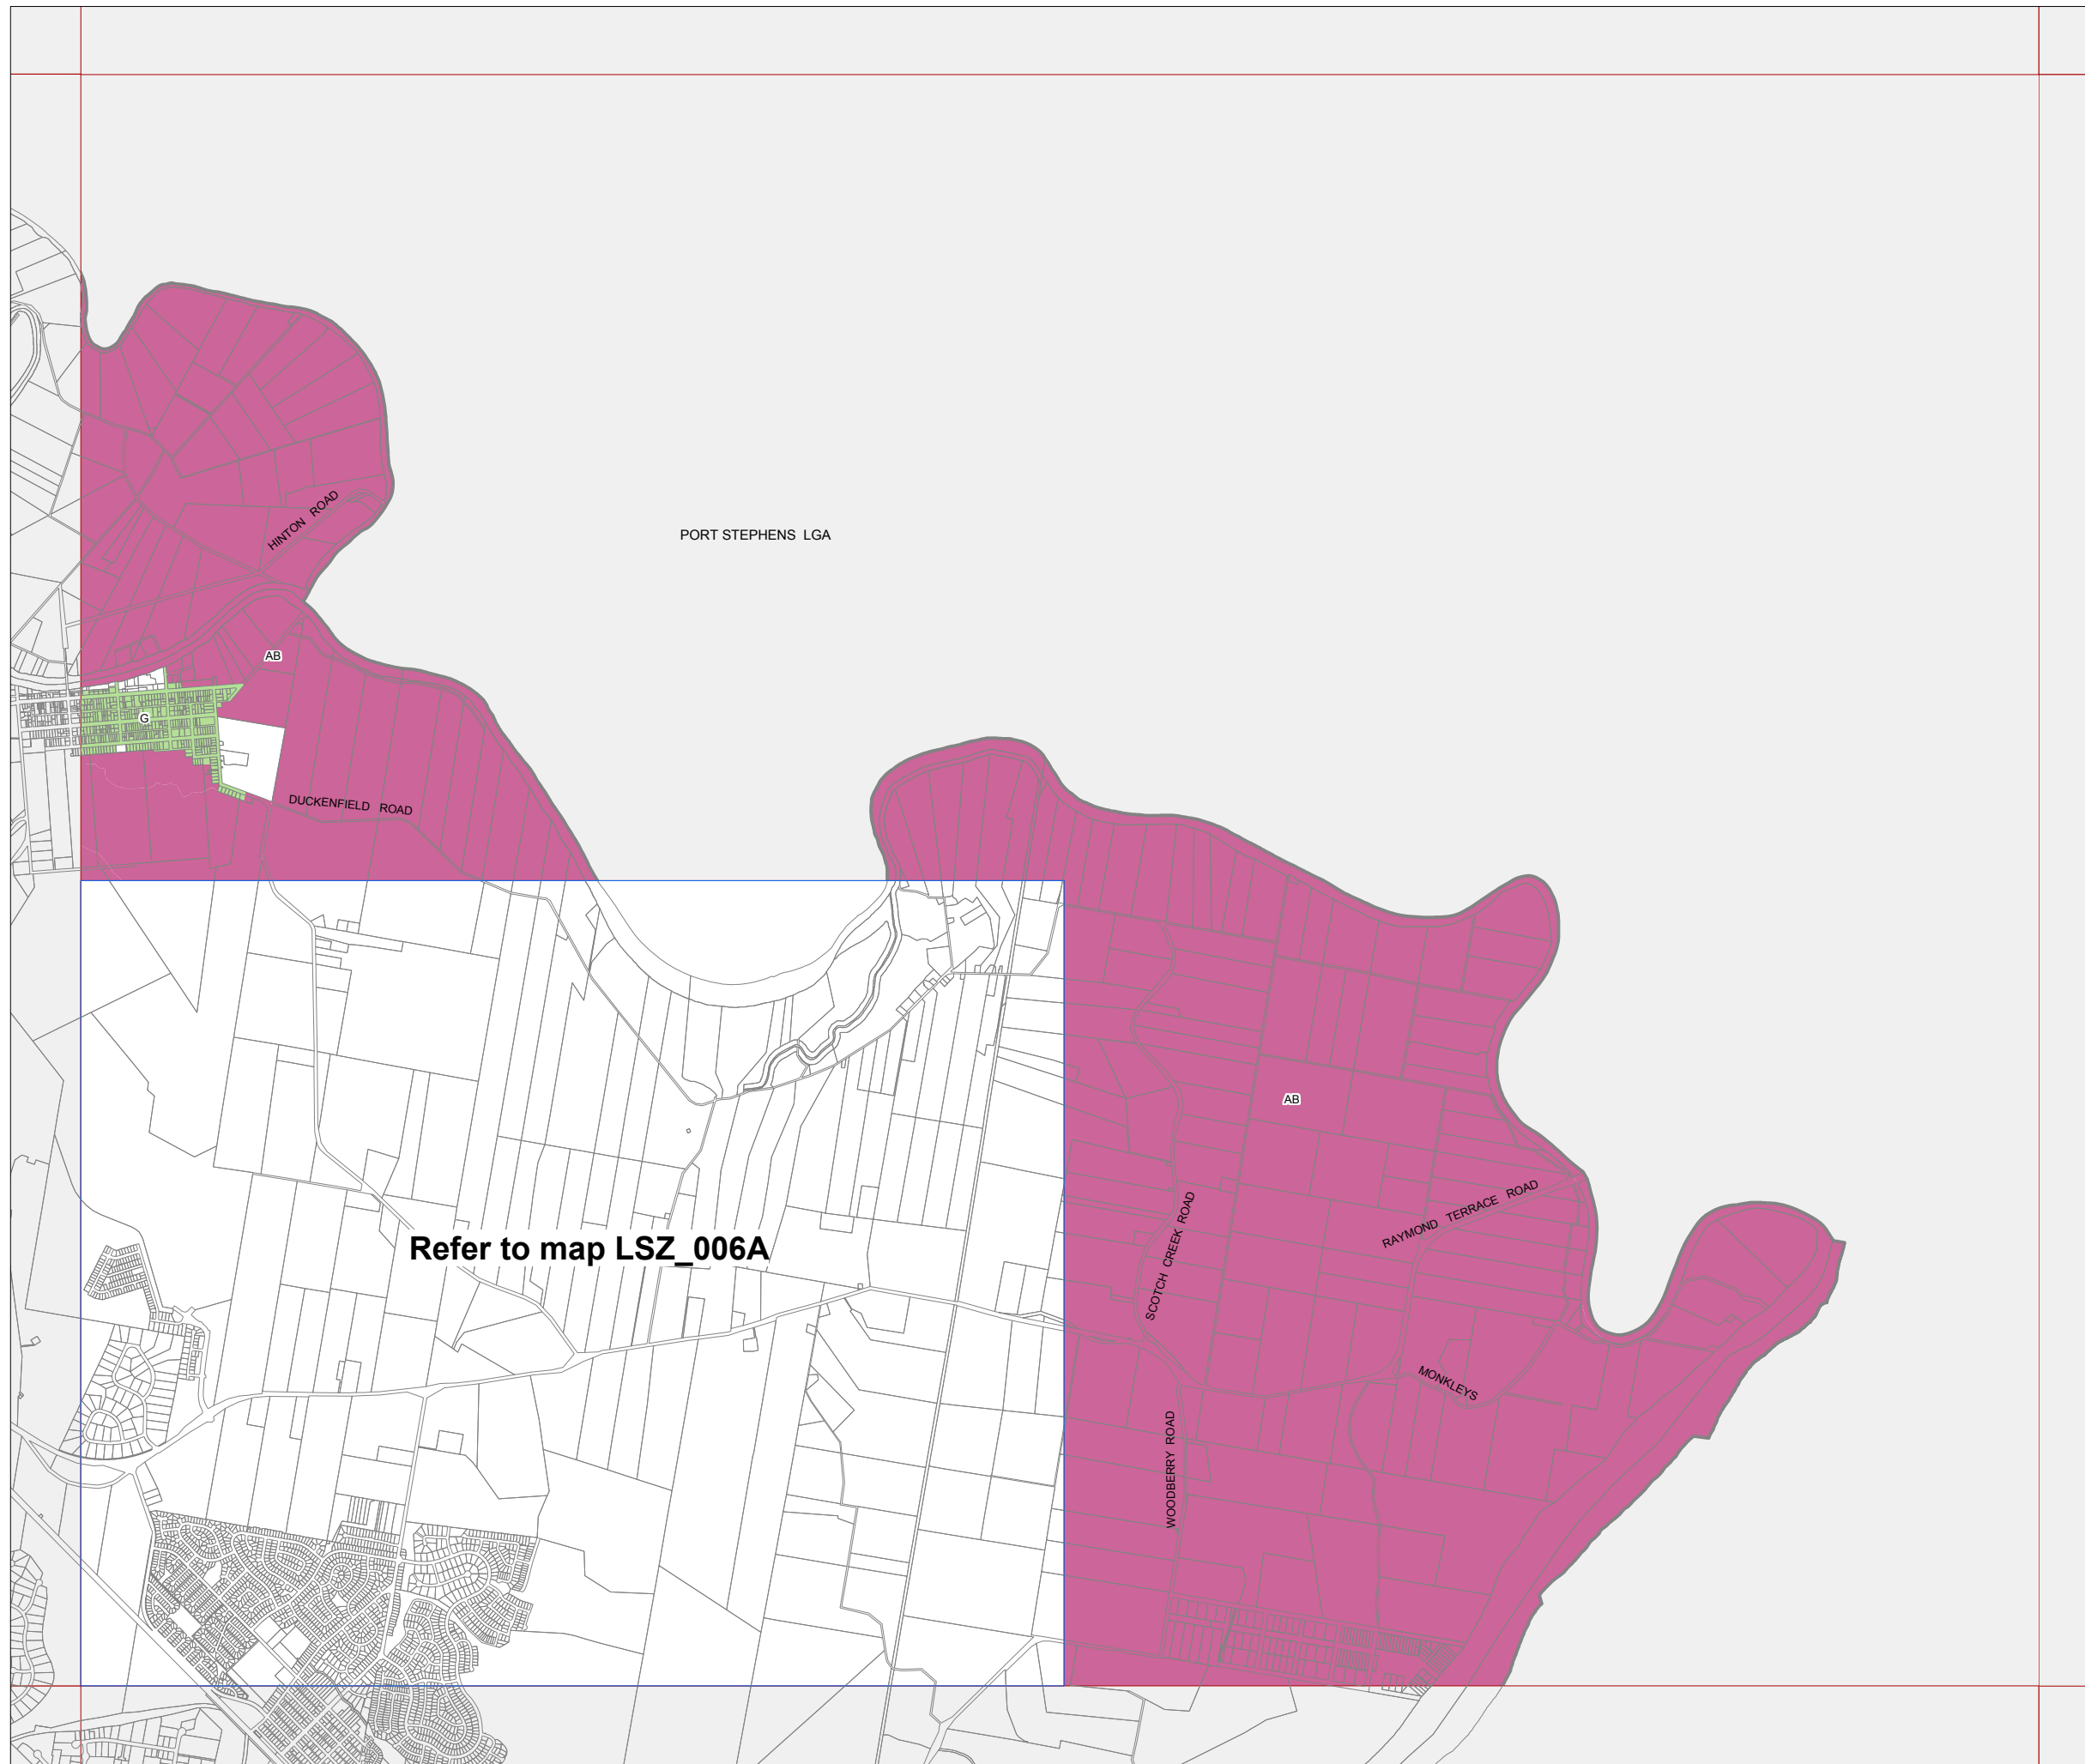 HINTON ROAD
PORT STEPHENS LGA
AB
G
DUCKENFIELD ROAD
AB
SCOTCH CREEK ROAD
RAYMOND TERRACE ROAD
Refer to map LSZ_006A
MONKLEYS
WOODBERRY ROAD